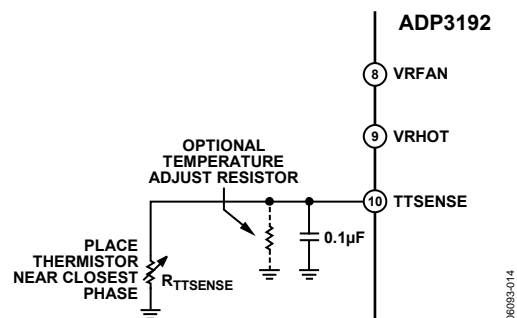 ADP3192
8 VRFAN
9 VRHOT
OPTIONAL
TEMPERATURE
ADJUST RESISTOR
10 TTSENSE
0.1µF
PLACE
THERMISTOR
NEAR CLOSEST
PHASE
RTTSENSE
06093-014